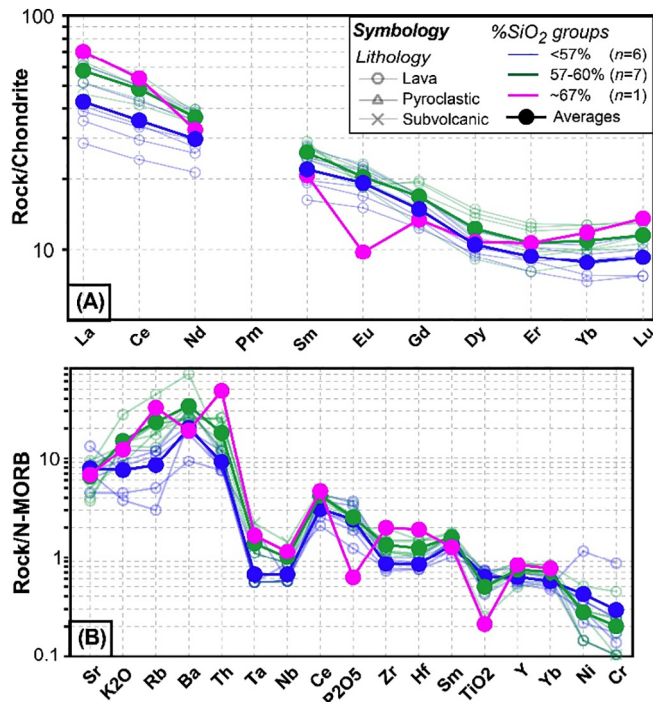 100
Rock/Chondrite
10
(A)
Symbology
Lithology
Lava
Pyroclastic
Subvolcanic
%SiO2 groups
<57% (n=6)
57-60% (n=7)
~67% (n=1)
Averages
La Ce Nd Pm Sm Eu Gd Dy Er Yb Lu
Rock/N-MORB
10
1
0.1
(B)
Sr K2O Rb Ba Th Ta Nb Ce P2O5 Zr Hf Sm TiO2 Y Yb Ni Cr